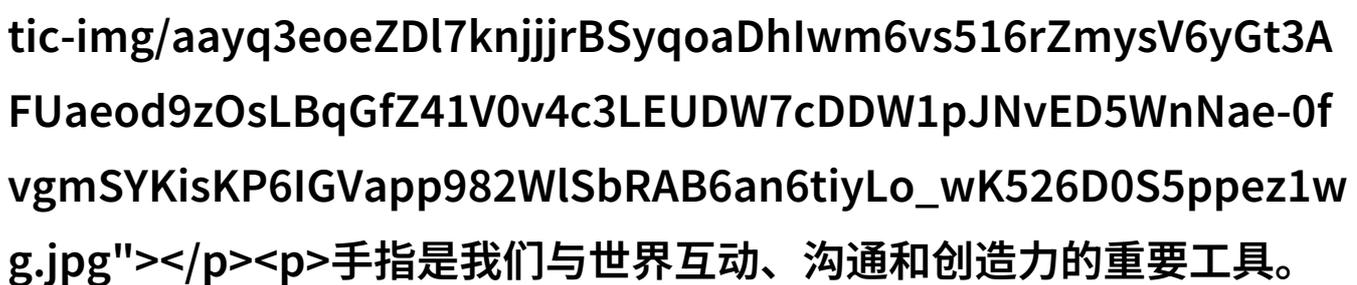 tic-img/aayq3eoeZDl7knjjjrBSyqoaDhIwm6vs516rZmysV6yGt3A
FUaeod9zOsLBqGfZ41V0v4c3LEUDW7cDDW1pJNvED5WnNae-0f
vgmSYKisKP6IGVapp982WlSbRAB6an6tiyLo_wK526D0S5ppez1w
g.jpg"></p><p>手指是我们与世界互动、沟通和创造力的重要工具。